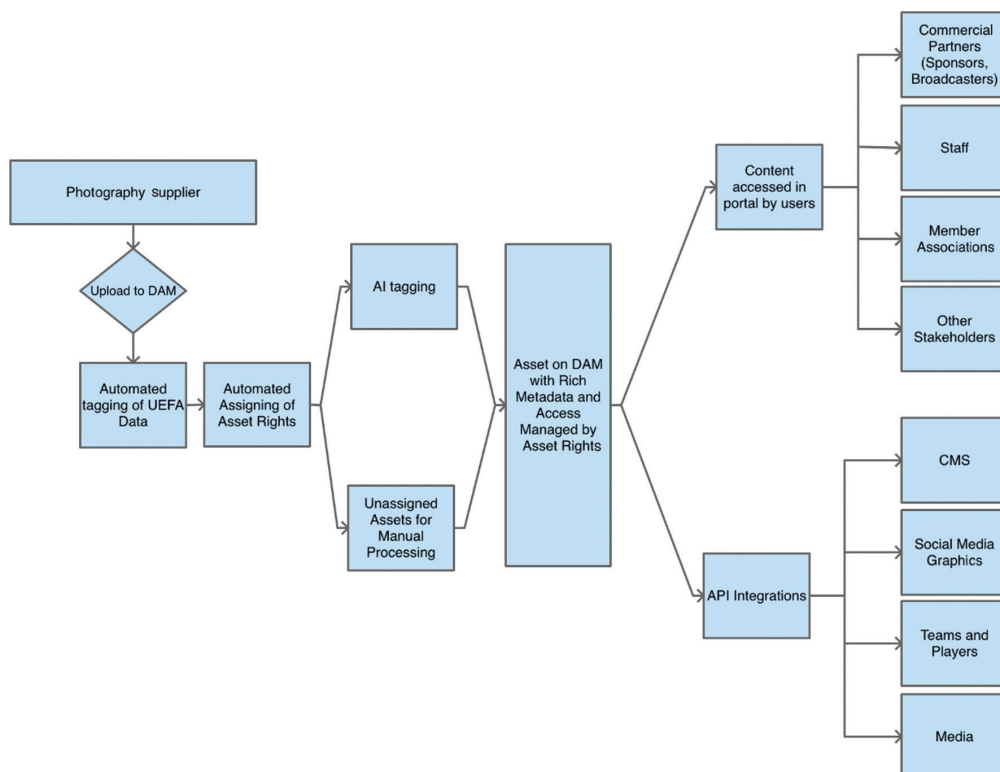 Photography supplier
Upload to DAM
Automated
tagging of UEFA
Data
Automated
Assigning of
Asset Rights
AI tagging
Unassigned
Assets for
Manual
Processing
Asset on DAM
with Rich
Metadata and
Access
Managed by
Asset Rights
Content
accessed in
portal by users
Commercial
Partners
(Sponsors,
Broadcasters)
Staff
Member
Associations
Other
Stakeholders
API Integrations
CMS
Social Media
Graphics
Teams and
Players
Media